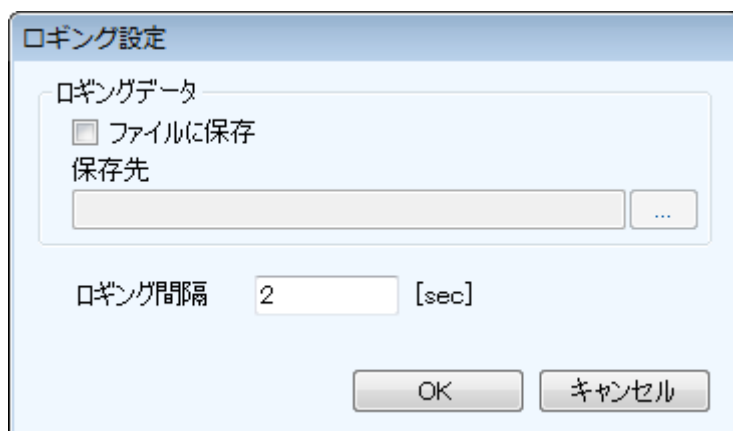 ロギング設定
ロギングデータ
ファイルに保存
保存先
...
ロギング間隔 2 [sec]
OK キャンセル